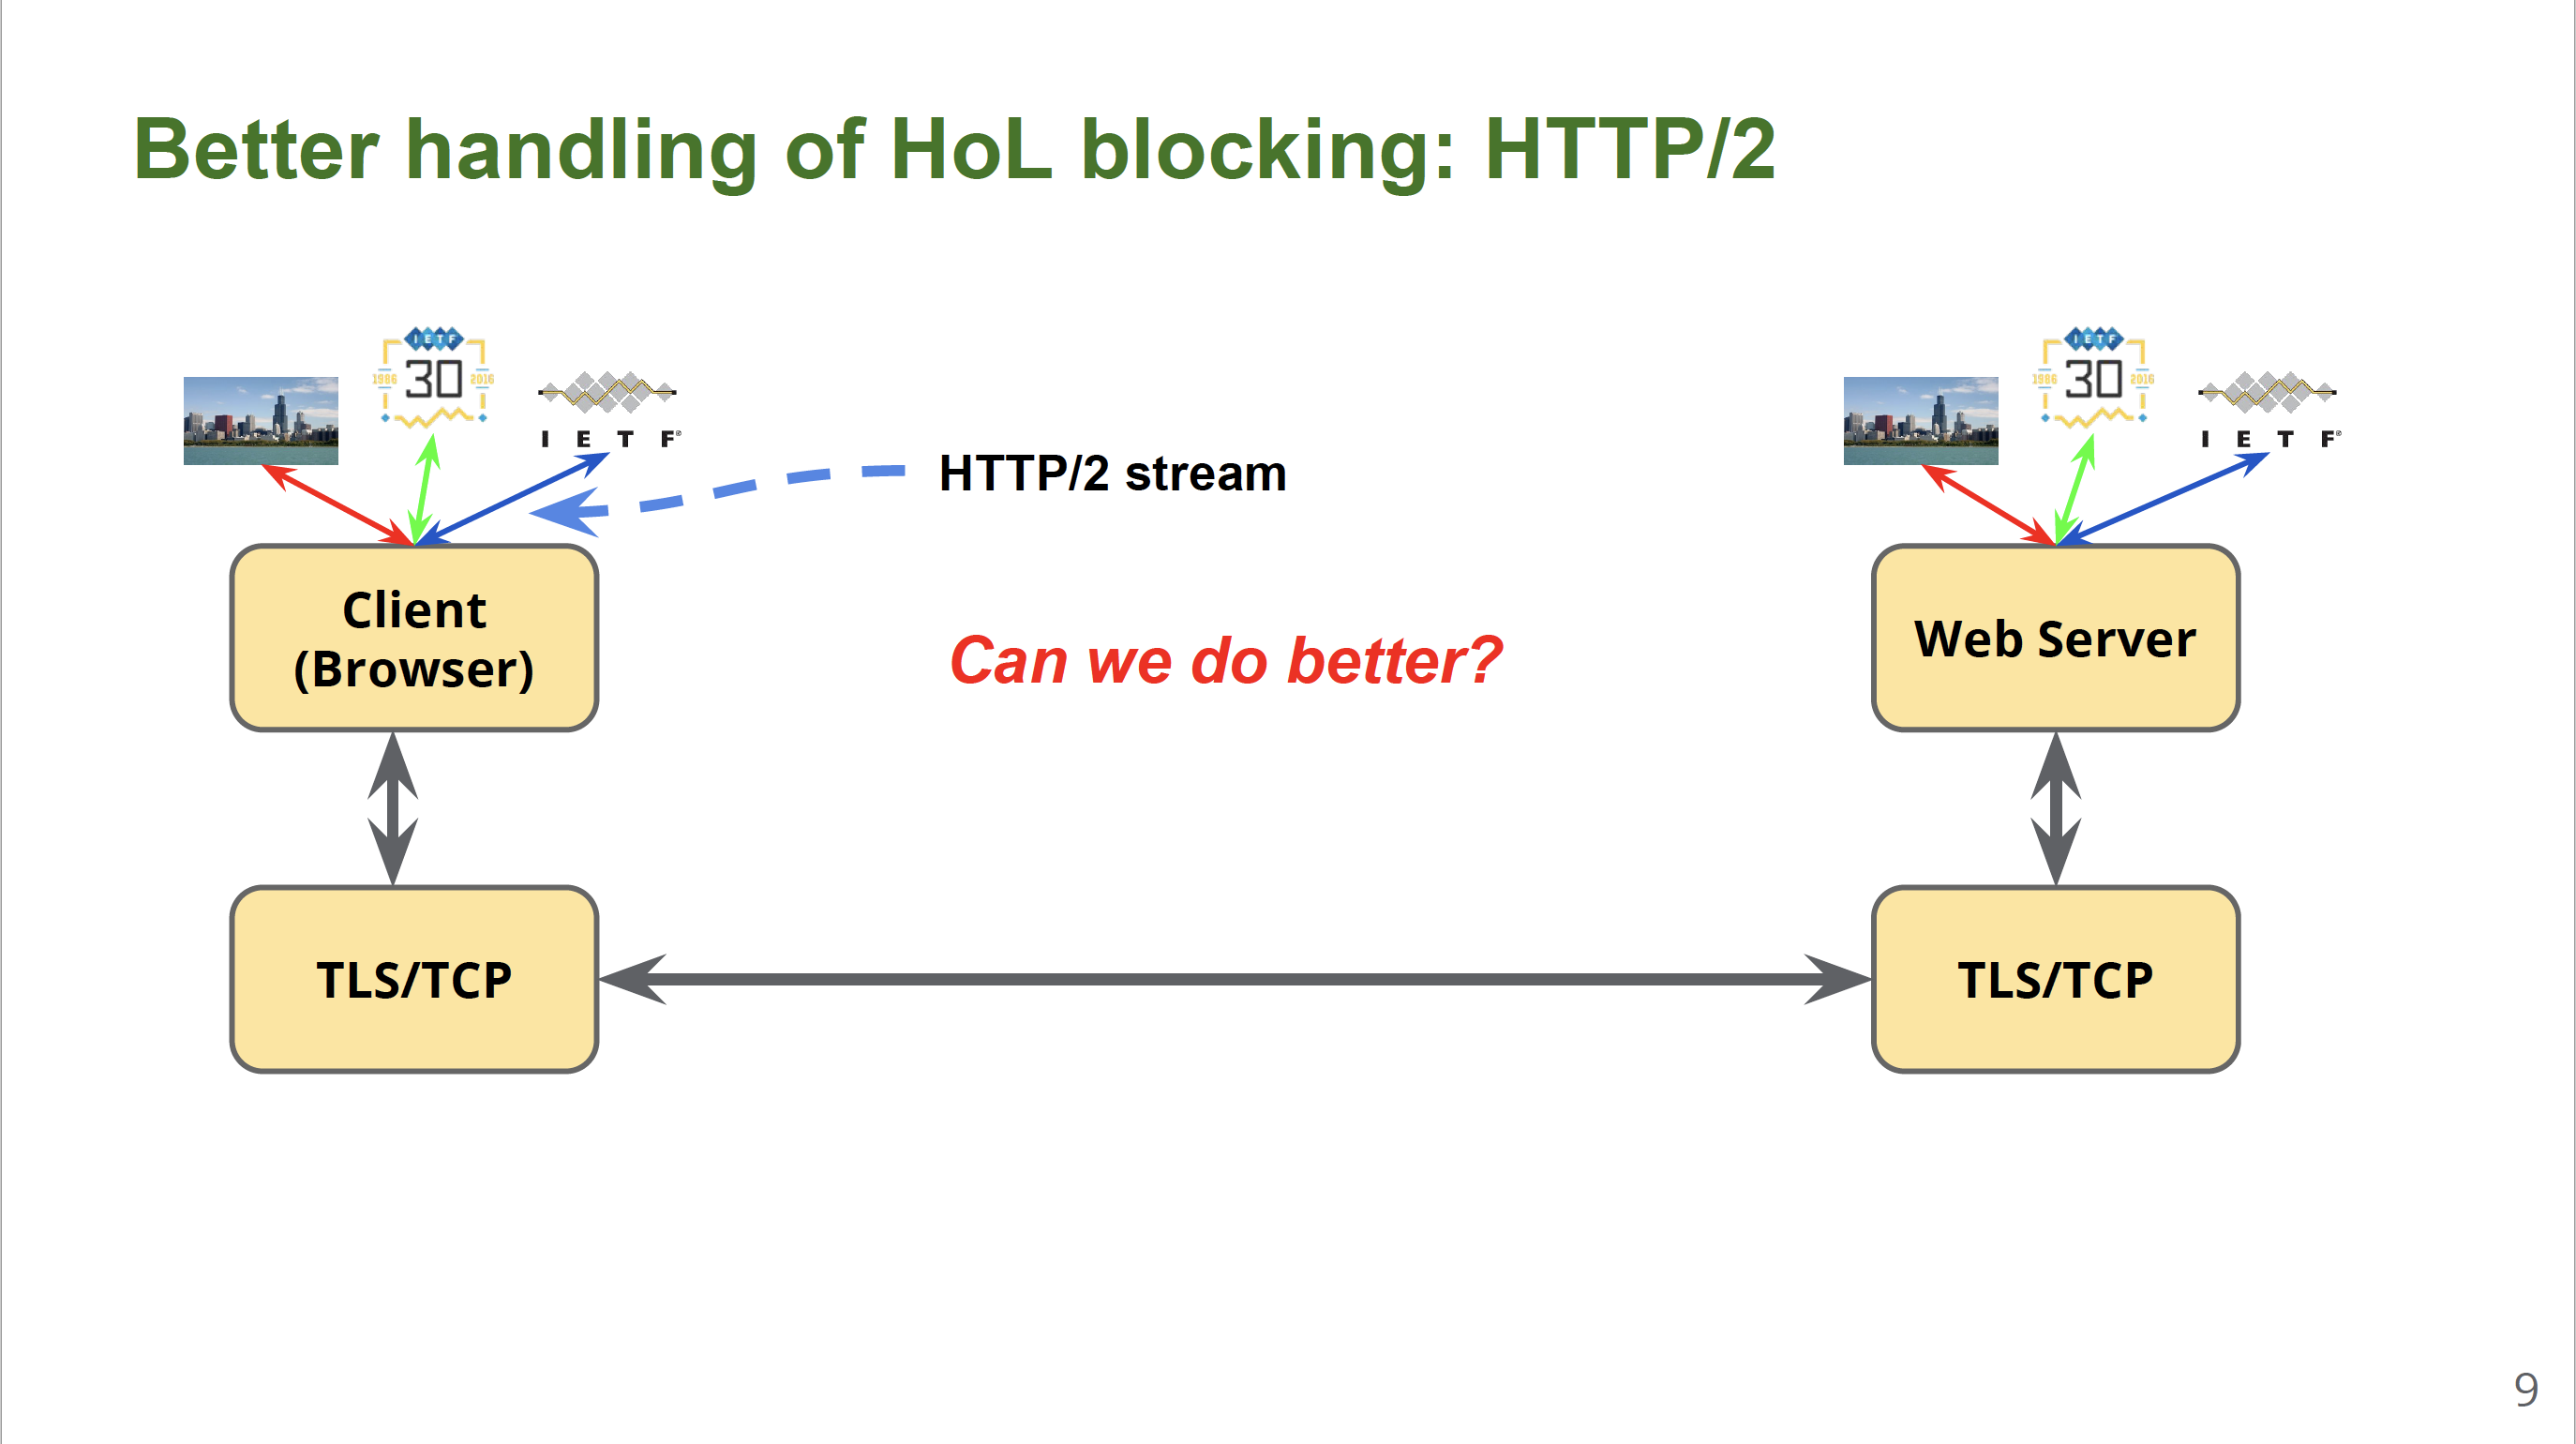 Better handling of HoL blocking: HTTP/2
IETF
1986 30 2016
I E T F®
HTTP/2 stream
IETF
1986 30 2016
I E T F®
Client
(Browser)
Can we do better?
Web Server
TLS/TCP
TLS/TCP
9